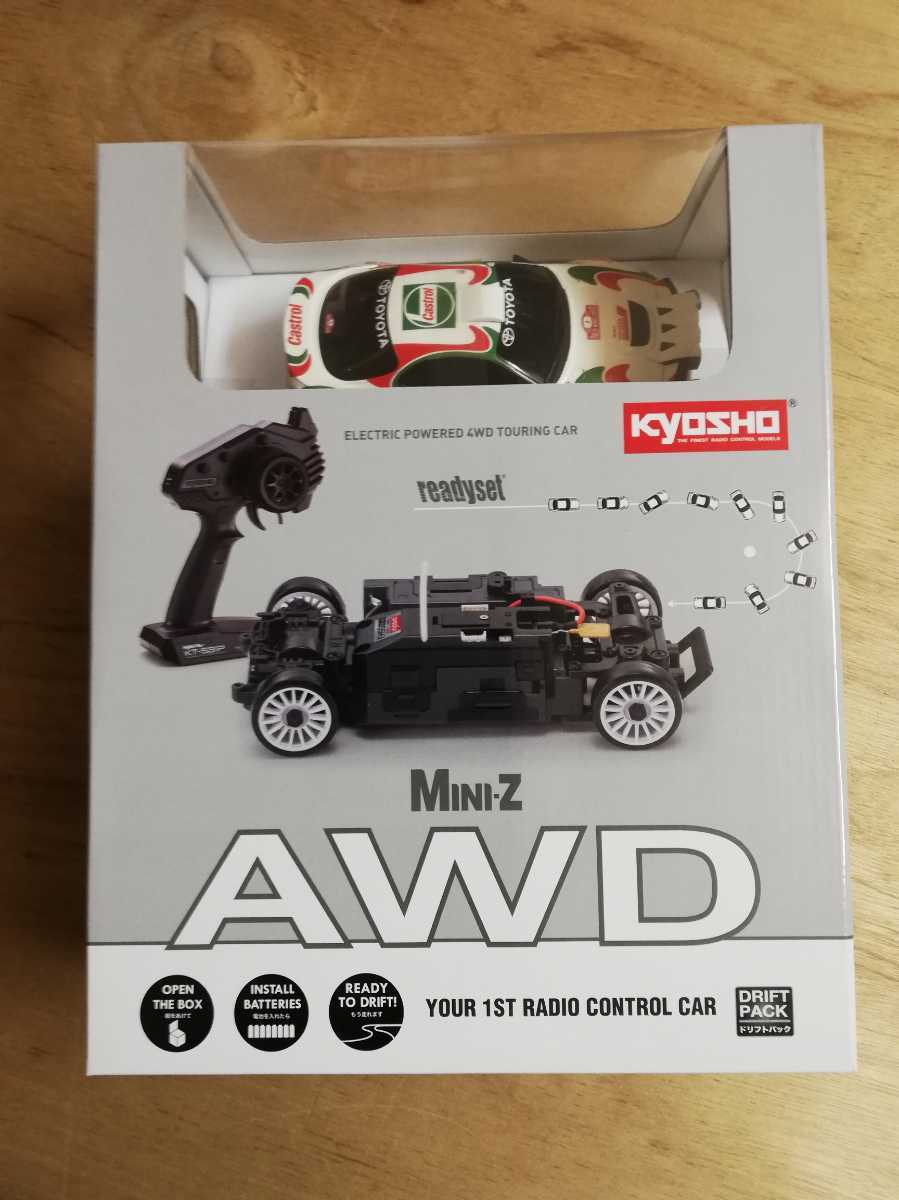 Castrol
TOYOTA
Castrol
TOYOTA
ELECTRIC POWERED 4WD TOURING CAR
KYOSHO®
THE FINEST RADIO CONTROL MODELS
readyset®
KT-531P
MINI-Z
AWD
OPEN
THE BOX
箱をあけて
INSTALL
BATTERIES
電池を入れたら
READY
TO DRIFT!
もう走れます
YOUR 1ST RADIO CONTROL CAR
DRIFT
PACK
ドリフトパック